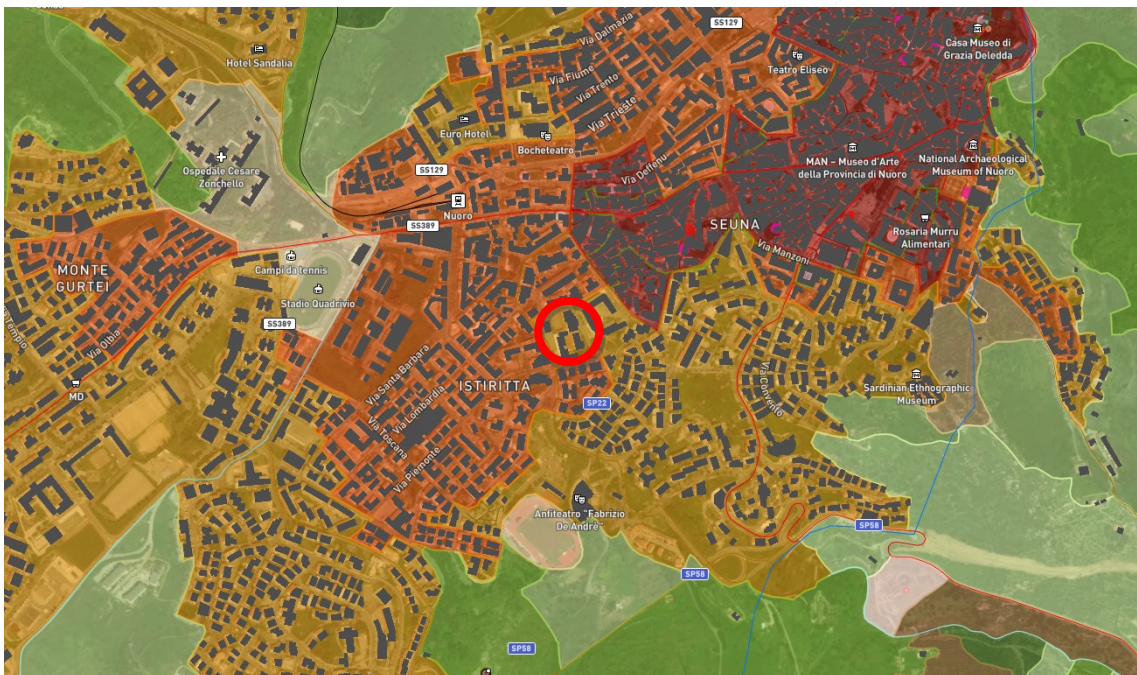 SS129
Via Dalmazia
Casa Museo di
Grazia Deledda
Hotel Sandalia
Teatro Eliseo
Via Fiume
Via Trento
Via Trieste
Euro Hotel
Bocheteatro
Ospedale Cesare
Zonchello
SS129
Via Deffenu
MAN – Museo d'Arte
della Provincia di Nuoro
National Archaeological
Museum of Nuoro
Nuoro
SS389
SEUNA
Rosaria Murru
Alimentari
Via Manzoni
MONTE
GURTEI
Campi da tennis
Stadio Quadrivio
SS389
Via Olbia
Via Santa Barbara
Via Lombardia
ISTIRITTA
Via Convento
MD
SP22
Sardinian Ethnographic
Museum
Via Toscana
Via Piemonte
Anfiteatro "Fabrizio
De André"
SP58
SP58
SP58